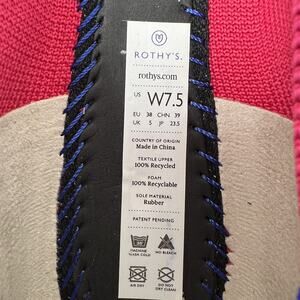 ROTHY'S.
rothys.com
US W7.5
EU 38 CHN 39
UK 5 JP 23.5
COUNTRY OF ORIGIN
Made in China
TEXTILE UPPER
100% Recycled
FOAM
100% Recyclable
SOLE MATERIAL
Rubber
PATENT PENDING
MACHINE WASH COLD NO BLEACH
AIR DRY DO NOT DRY CLEAN